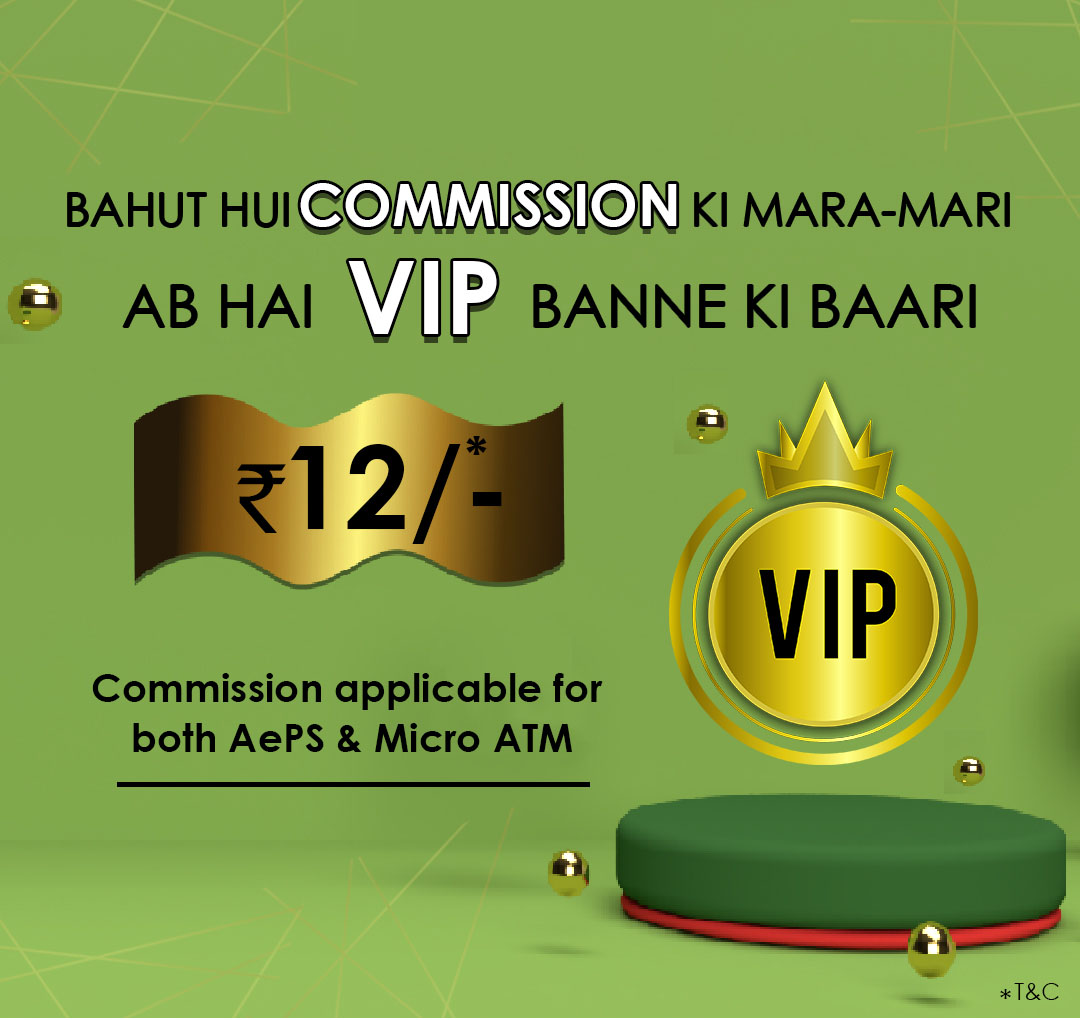 BAHUT HUI COMMISSION KI MARA-MARI
AB HAI VIP BANNE KI BAARI
₹12/-*
VIP
Commission applicable for
both AePS & Micro ATM
*T&C